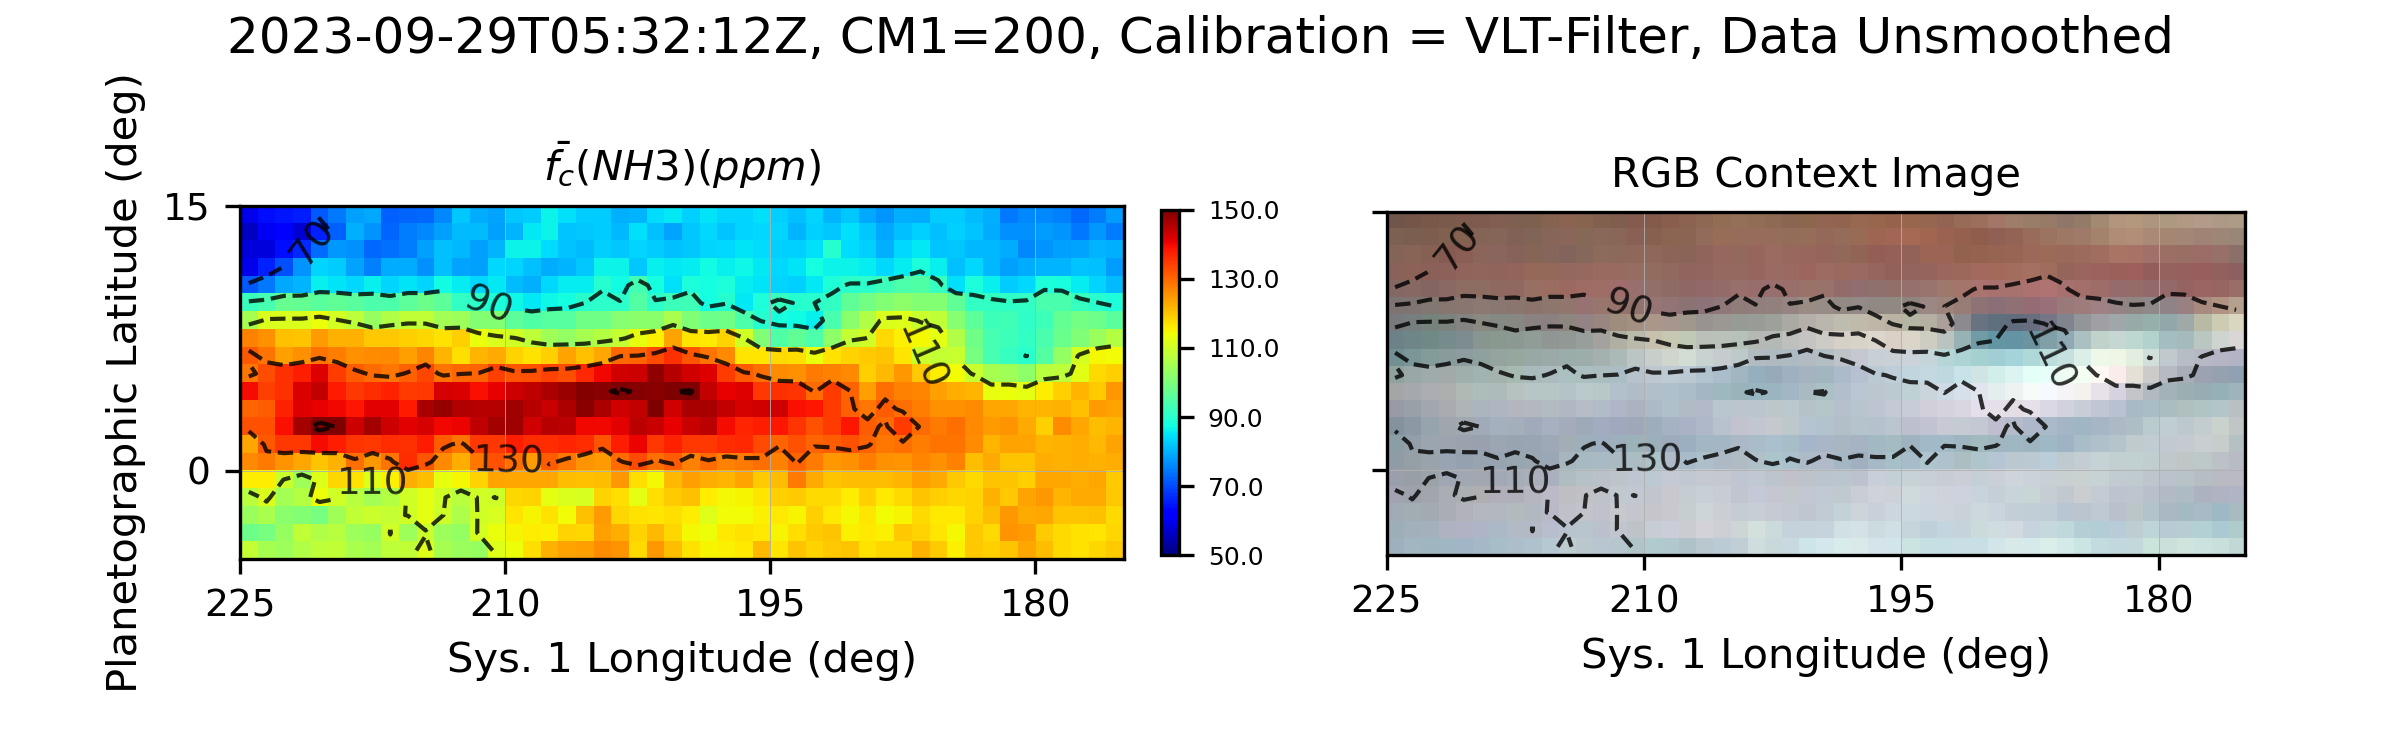 2023-09-29T05:32:12Z, CM1=200, Calibration = VLT-Filter, Data Unsmoothed
Planetographic Latitude (deg)
f̄c(NH3)(ppm)
15
0
70
90
110
130
110
225 210 195 180
Sys. 1 Longitude (deg)
150.0
130.0
110.0
90.0
70.0
50.0
RGB Context Image
70
90
110
130
110
225 210 195 180
Sys. 1 Longitude (deg)